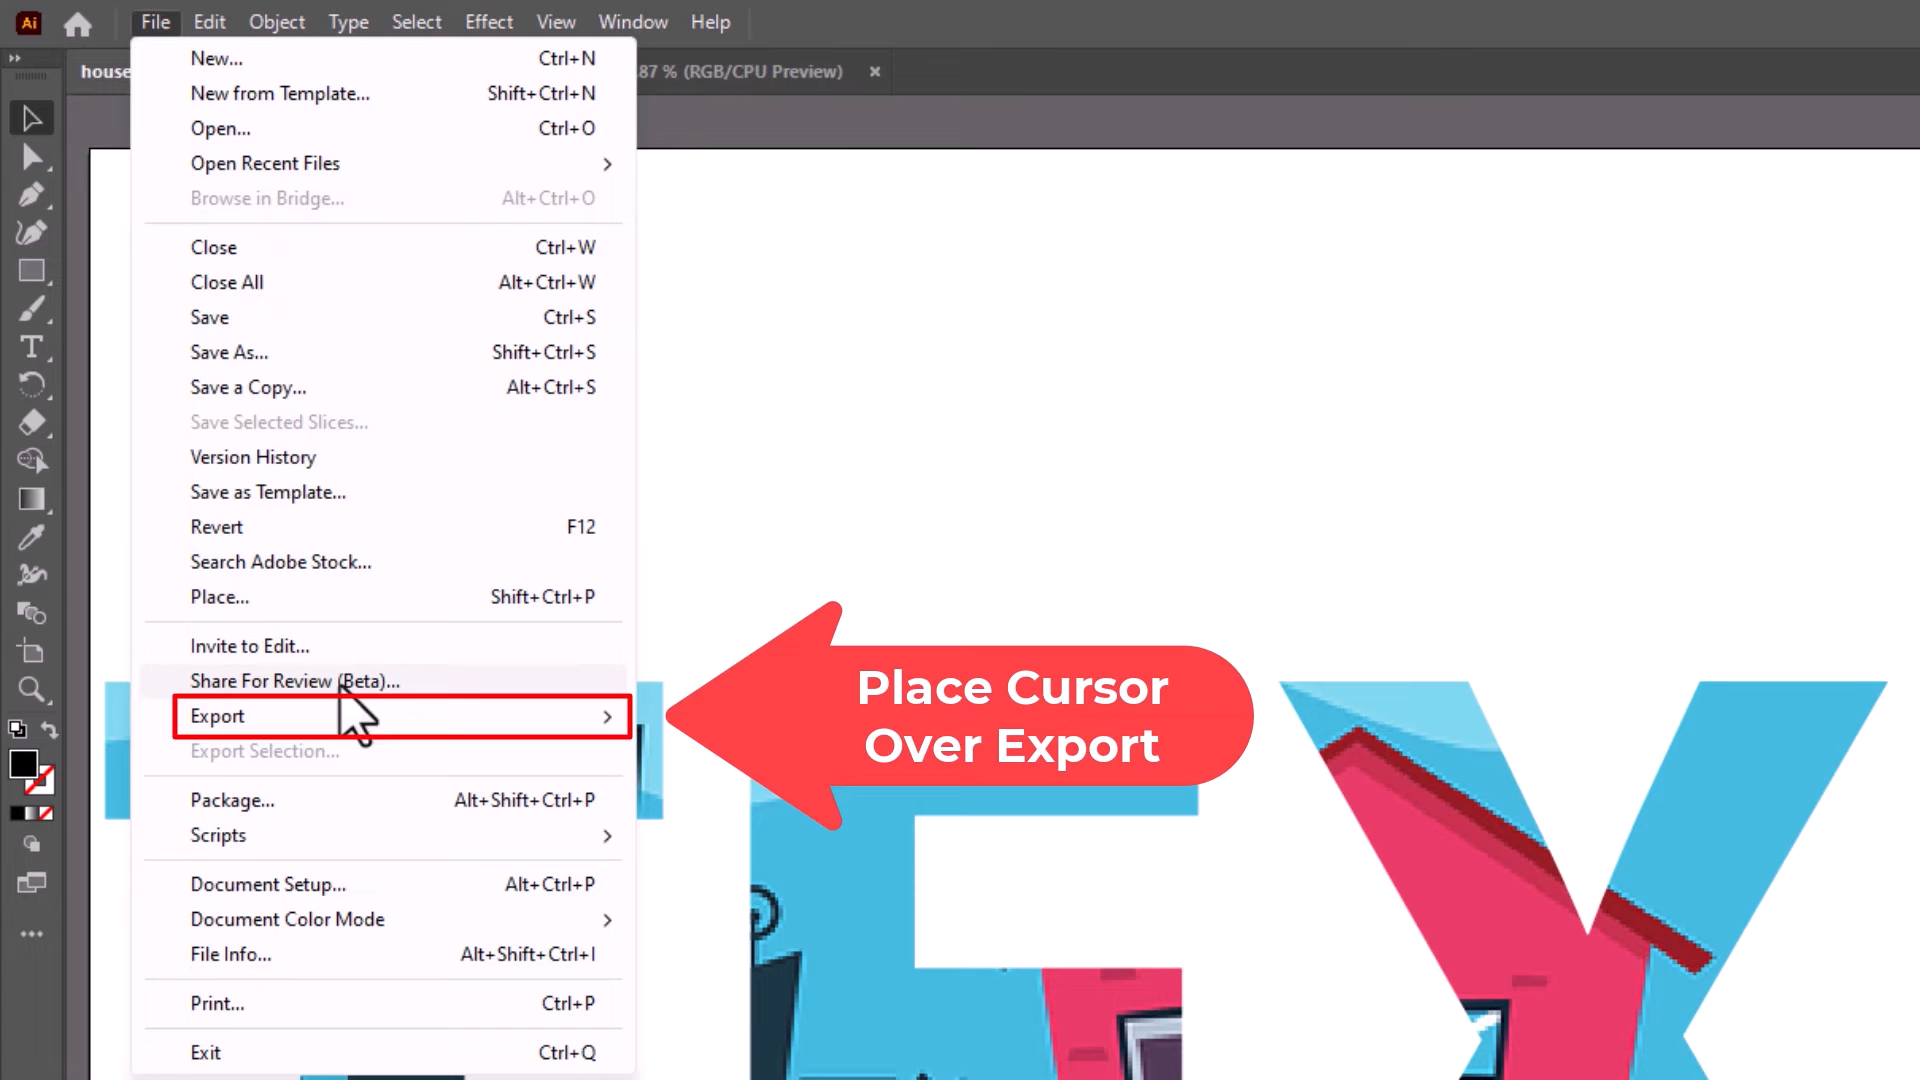 Ai
File Edit Object Type Select Effect View Window Help
house
.87 % (RGB/CPU Preview) ×
New... Ctrl+N
New from Template... Shift+Ctrl+N
Open... Ctrl+O
Open Recent Files
Browse in Bridge... Alt+Ctrl+O
Close Ctrl+W
Close All Alt+Ctrl+W
Save Ctrl+S
Save As... Shift+Ctrl+S
Save a Copy... Alt+Ctrl+S
Save Selected Slices...
Version History
Save as Template...
Revert F12
Search Adobe Stock...
Place... Shift+Ctrl+P
Invite to Edit...
Share For Review (Beta)...
Export
Export Selection...
Package... Alt+Shift+Ctrl+P
Scripts
Document Setup... Alt+Ctrl+P
Document Color Mode
File Info... Alt+Shift+Ctrl+I
Print... Ctrl+P
Exit Ctrl+Q
Place Cursor
Over Export
EX